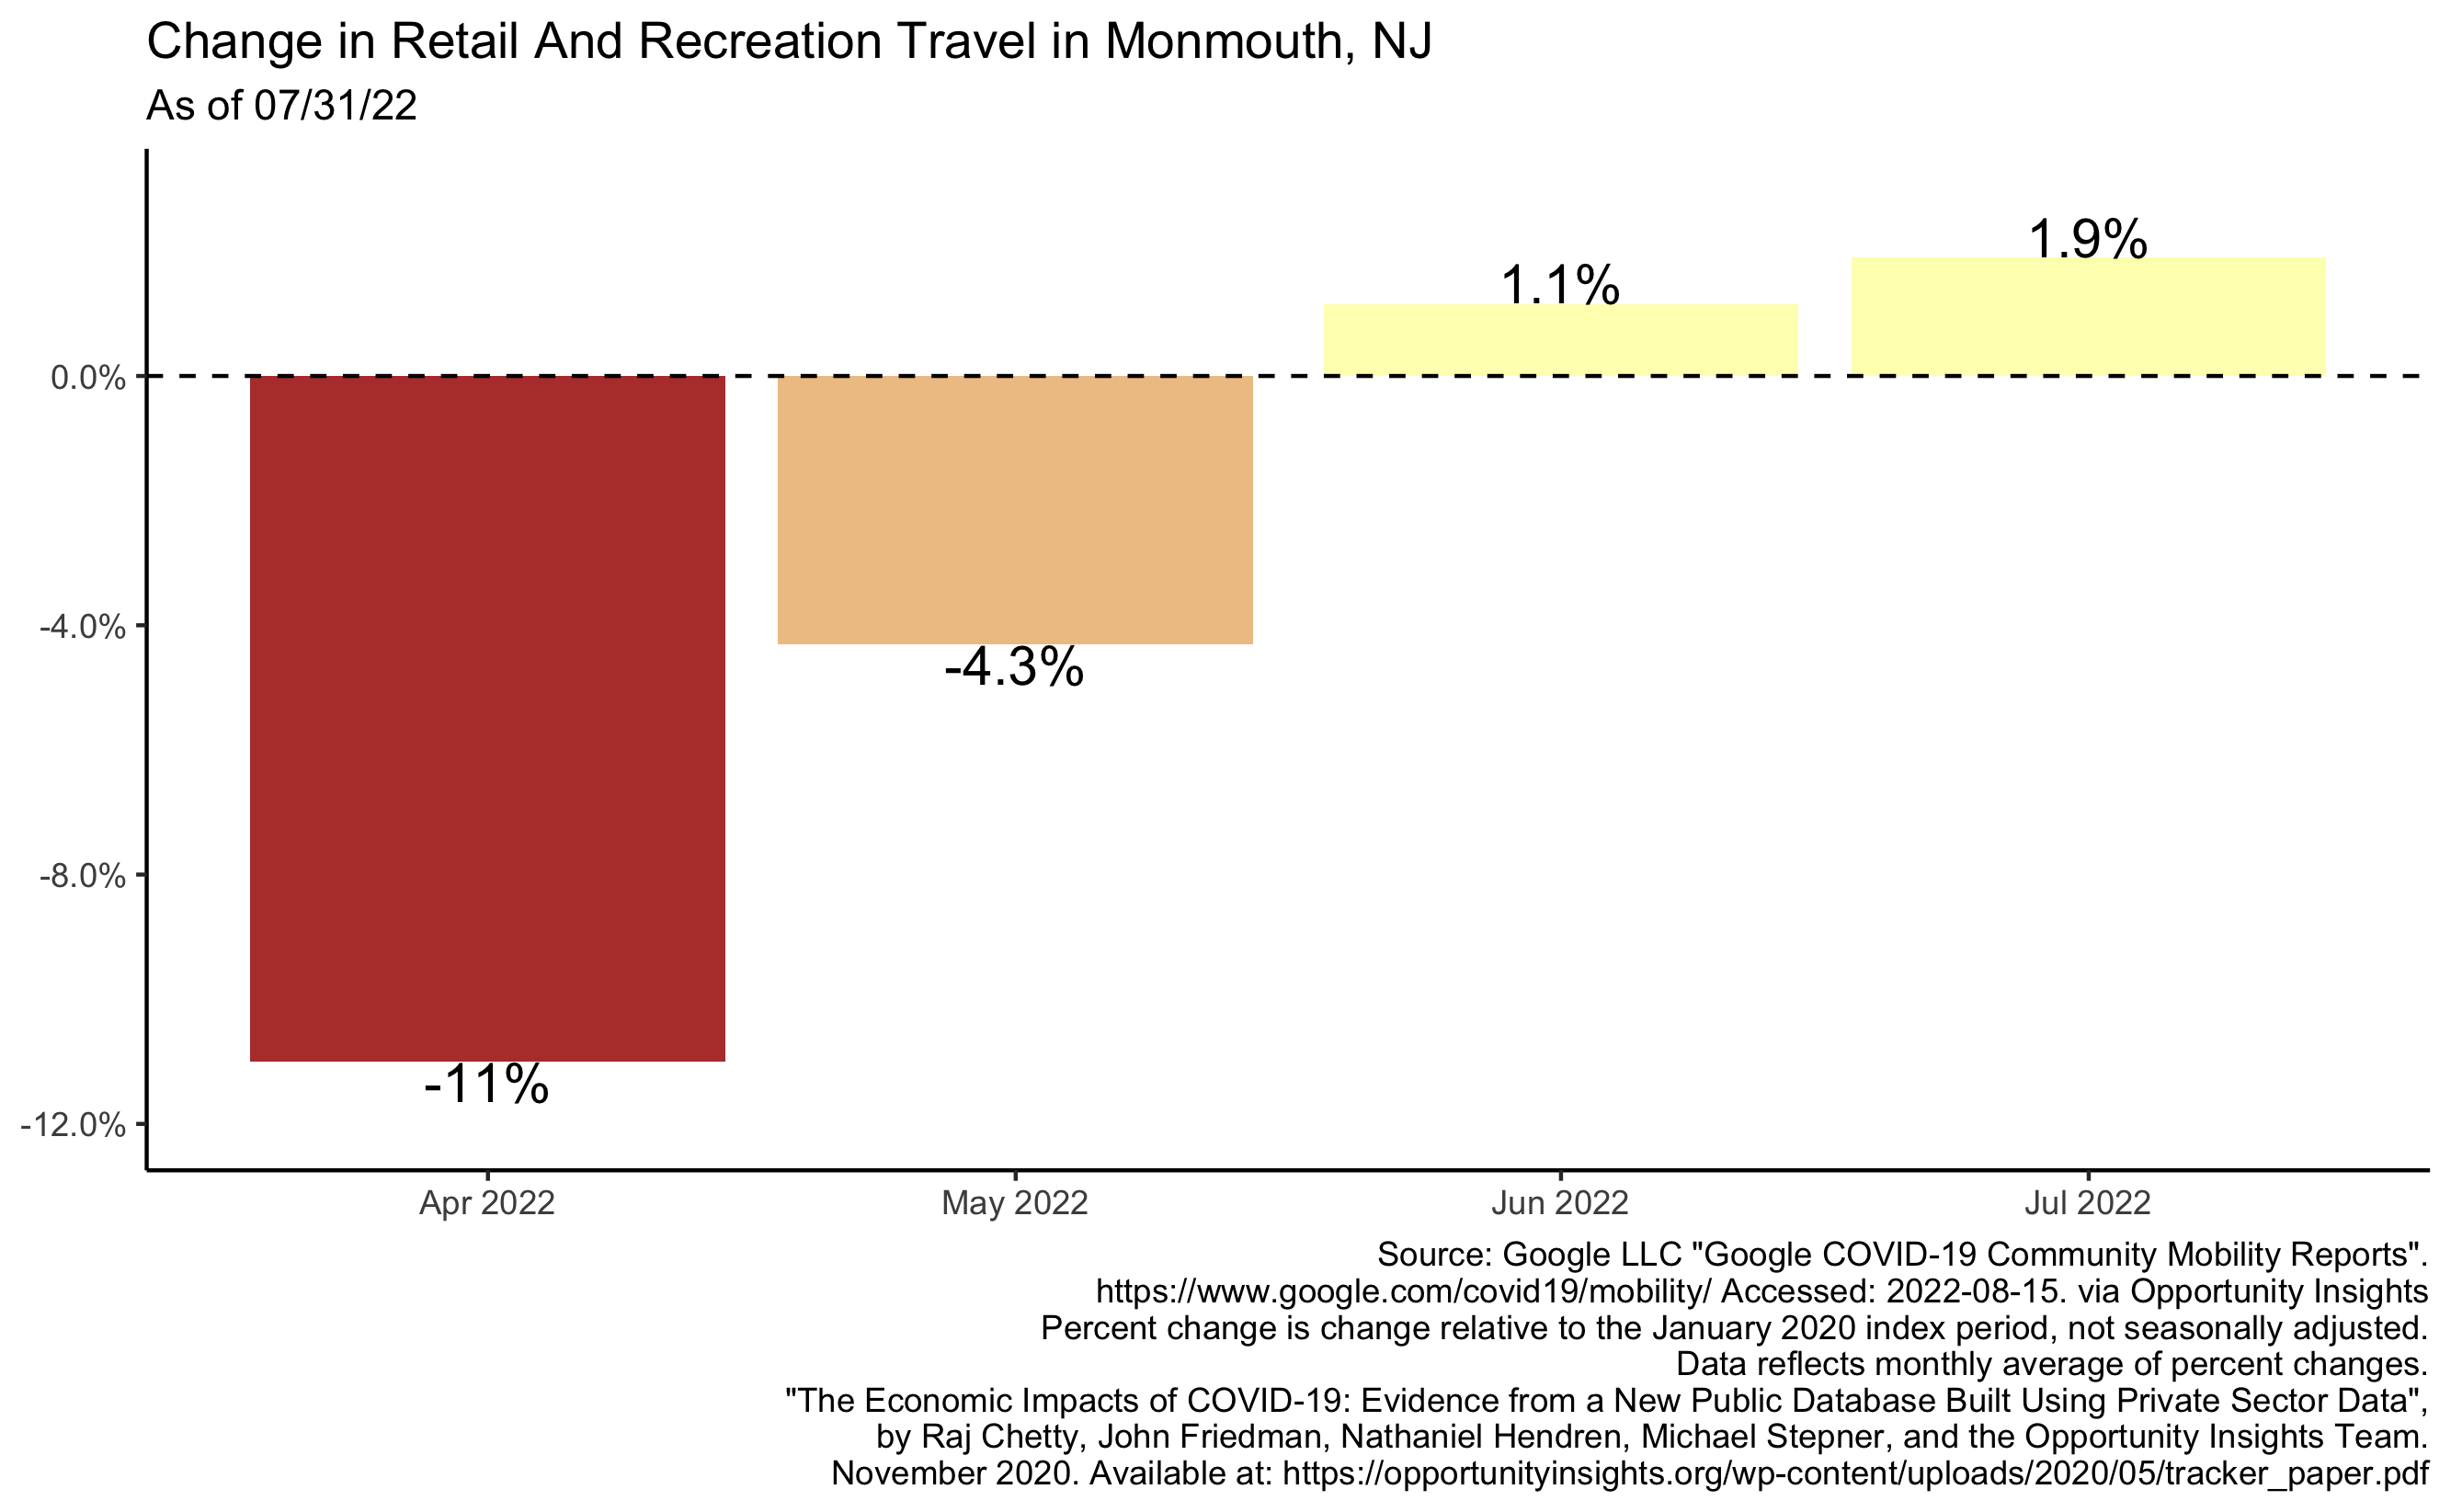 Change in Retail And Recreation Travel in Monmouth, NJ
As of 07/31/22
1.9%
1.1%
0.0%
-4.0%
-4.3%
-8.0%
-11%
-12.0%
Apr 2022 May 2022 Jun 2022 Jul 2022
Source: Google LLC "Google COVID-19 Community Mobility Reports".
https://www.google.com/covid19/mobility/ Accessed: 2022-08-15. via Opportunity Insights
Percent change is change relative to the January 2020 index period, not seasonally adjusted.
Data reflects monthly average of percent changes.
"The Economic Impacts of COVID-19: Evidence from a New Public Database Built Using Private Sector Data",
by Raj Chetty, John Friedman, Nathaniel Hendren, Michael Stepner, and the Opportunity Insights Team.
November 2020. Available at: https://opportunityinsights.org/wp-content/uploads/2020/05/tracker_paper.pdf